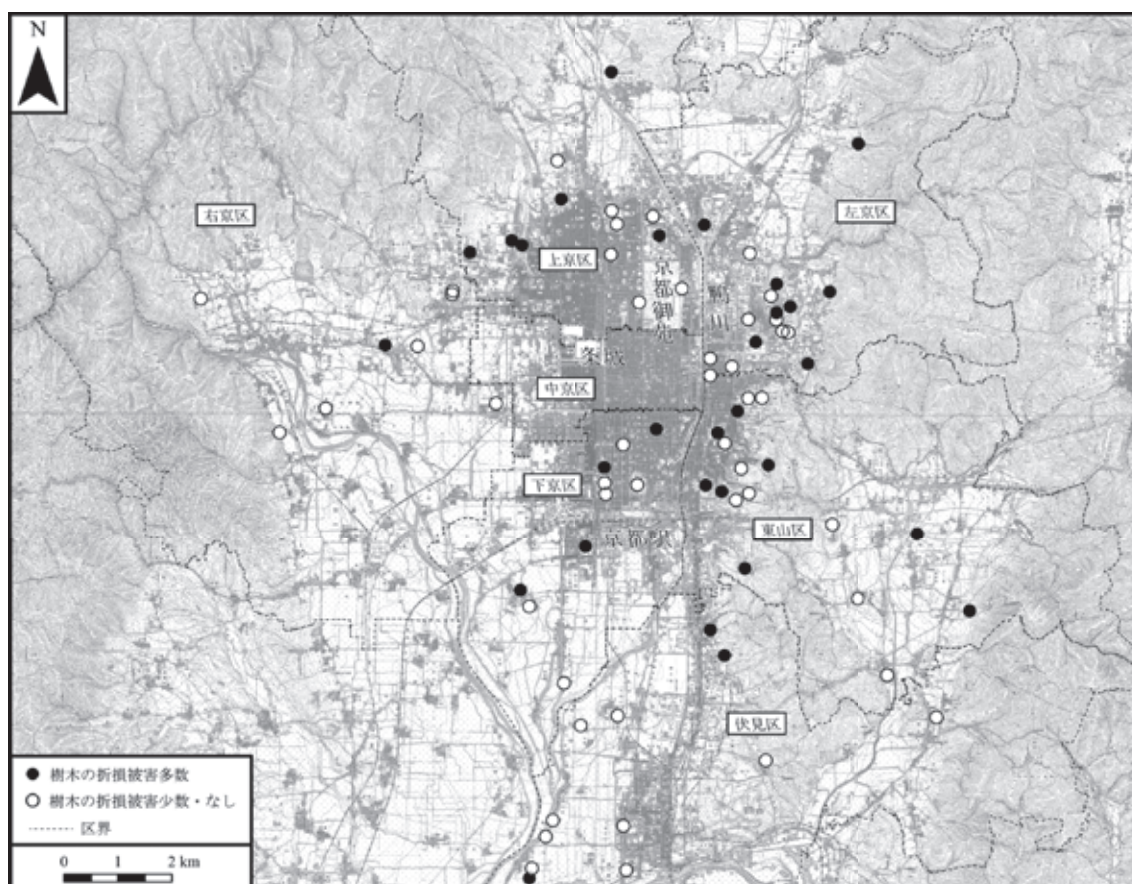 N
右京区
左京区
上京区
京都御苑
鴨川
条城
中京区
下京区
京都駅
東山区
伏見区
樹木の折損被害多数
樹木の折損被害少数・なし
区界
0 1 2 km